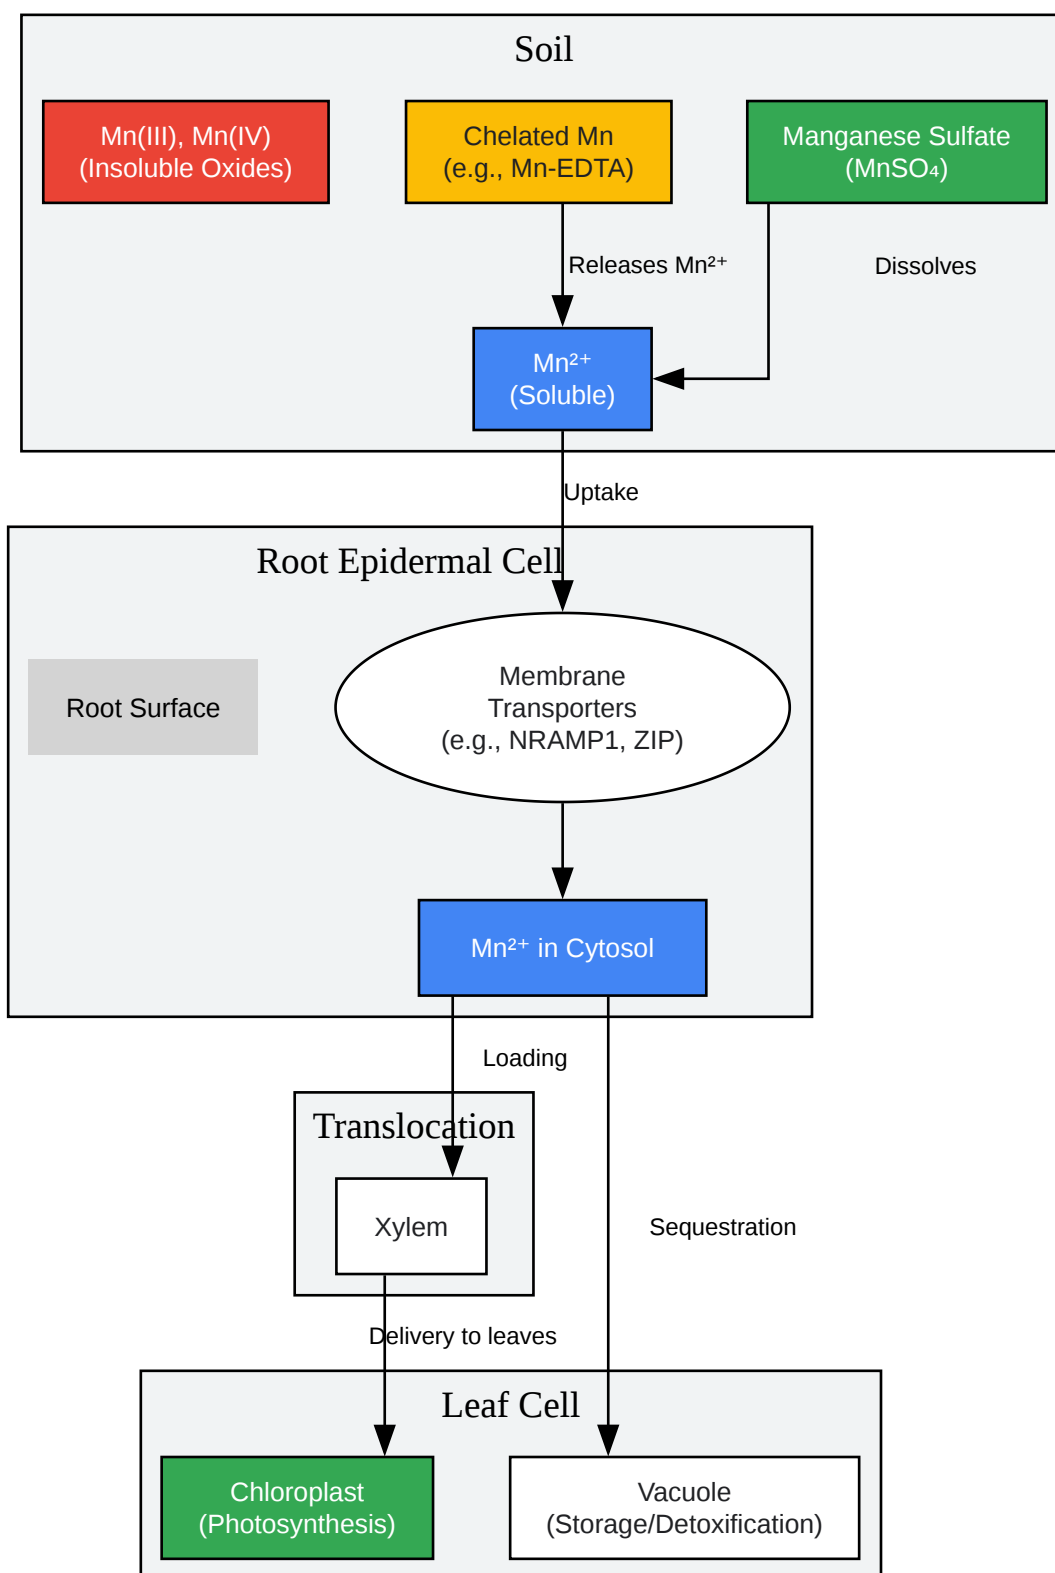 Soil
Mn(III), Mn(IV)
(Insoluble Oxides)
Chelated Mn
(e.g., Mn-EDTA)
Manganese Sulfate
(MnSO₄)
Releases Mn²⁺
Dissolves
Mn²⁺
(Soluble)
Uptake
Root Epidermal Cell
Root Surface
Membrane
Transporters
(e.g., NRAMP1, ZIP)
Mn²⁺ in Cytosol
Loading
Translocation
Xylem
Sequestration
Delivery to leaves
Leaf Cell
Chloroplast
(Photosynthesis)
Vacuole
(Storage/Detoxification)